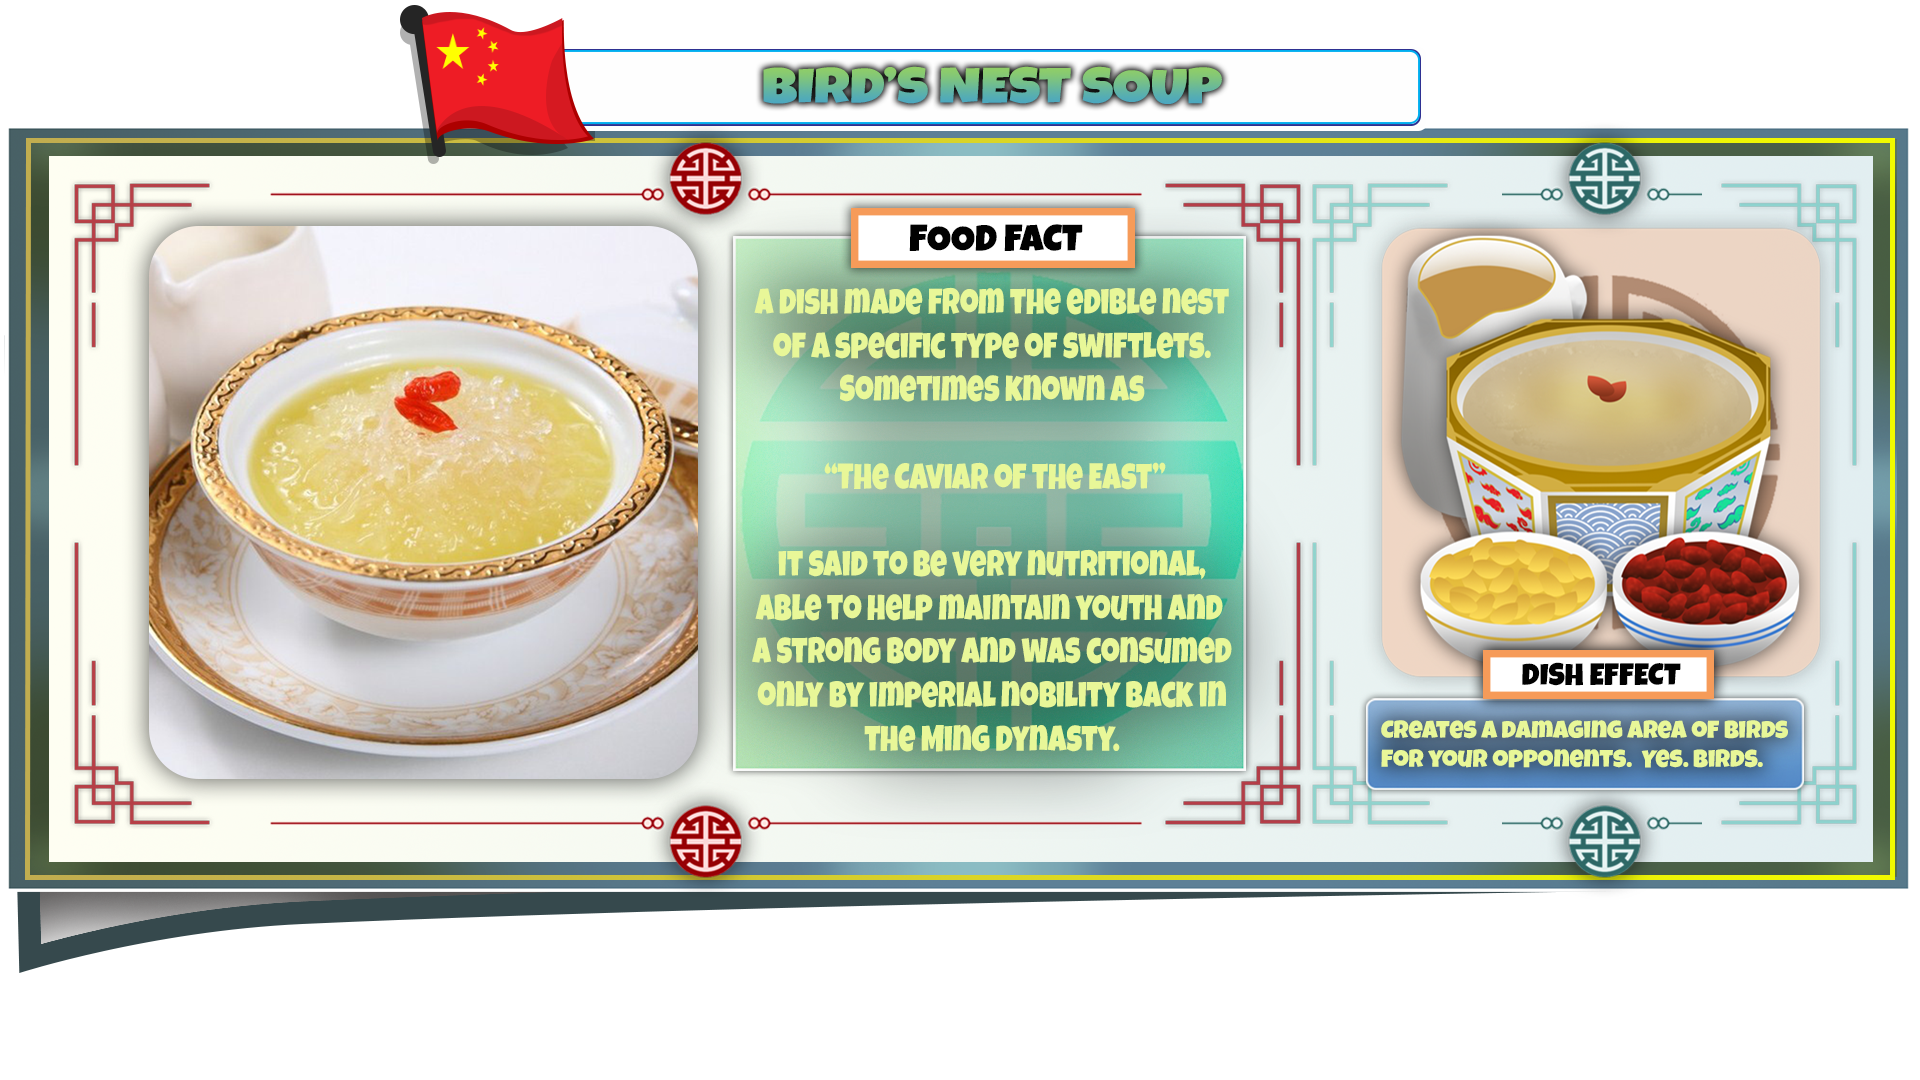 BIRD'S NEST SOUP
FOOD FACT
A DISH MADE FROM THE EDIBLE NEST
OF A SPECIFIC TYPE OF SWIFTLETS.
SOMETIMES KNOWN AS
“THE CAVIAR OF THE EAST”
IT SAID TO BE VERY NUTRITIONAL,
ABLE TO HELP MAINTAIN YOUTH AND
A STRONG BODY AND WAS CONSUMED
ONLY BY IMPERIAL NOBILITY BACK IN
THE MING DYNASTY.
DISH EFFECT
CREATES A DAMAGING AREA OF BIRDS
FOR YOUR OPPONENTS. YES. BIRDS.